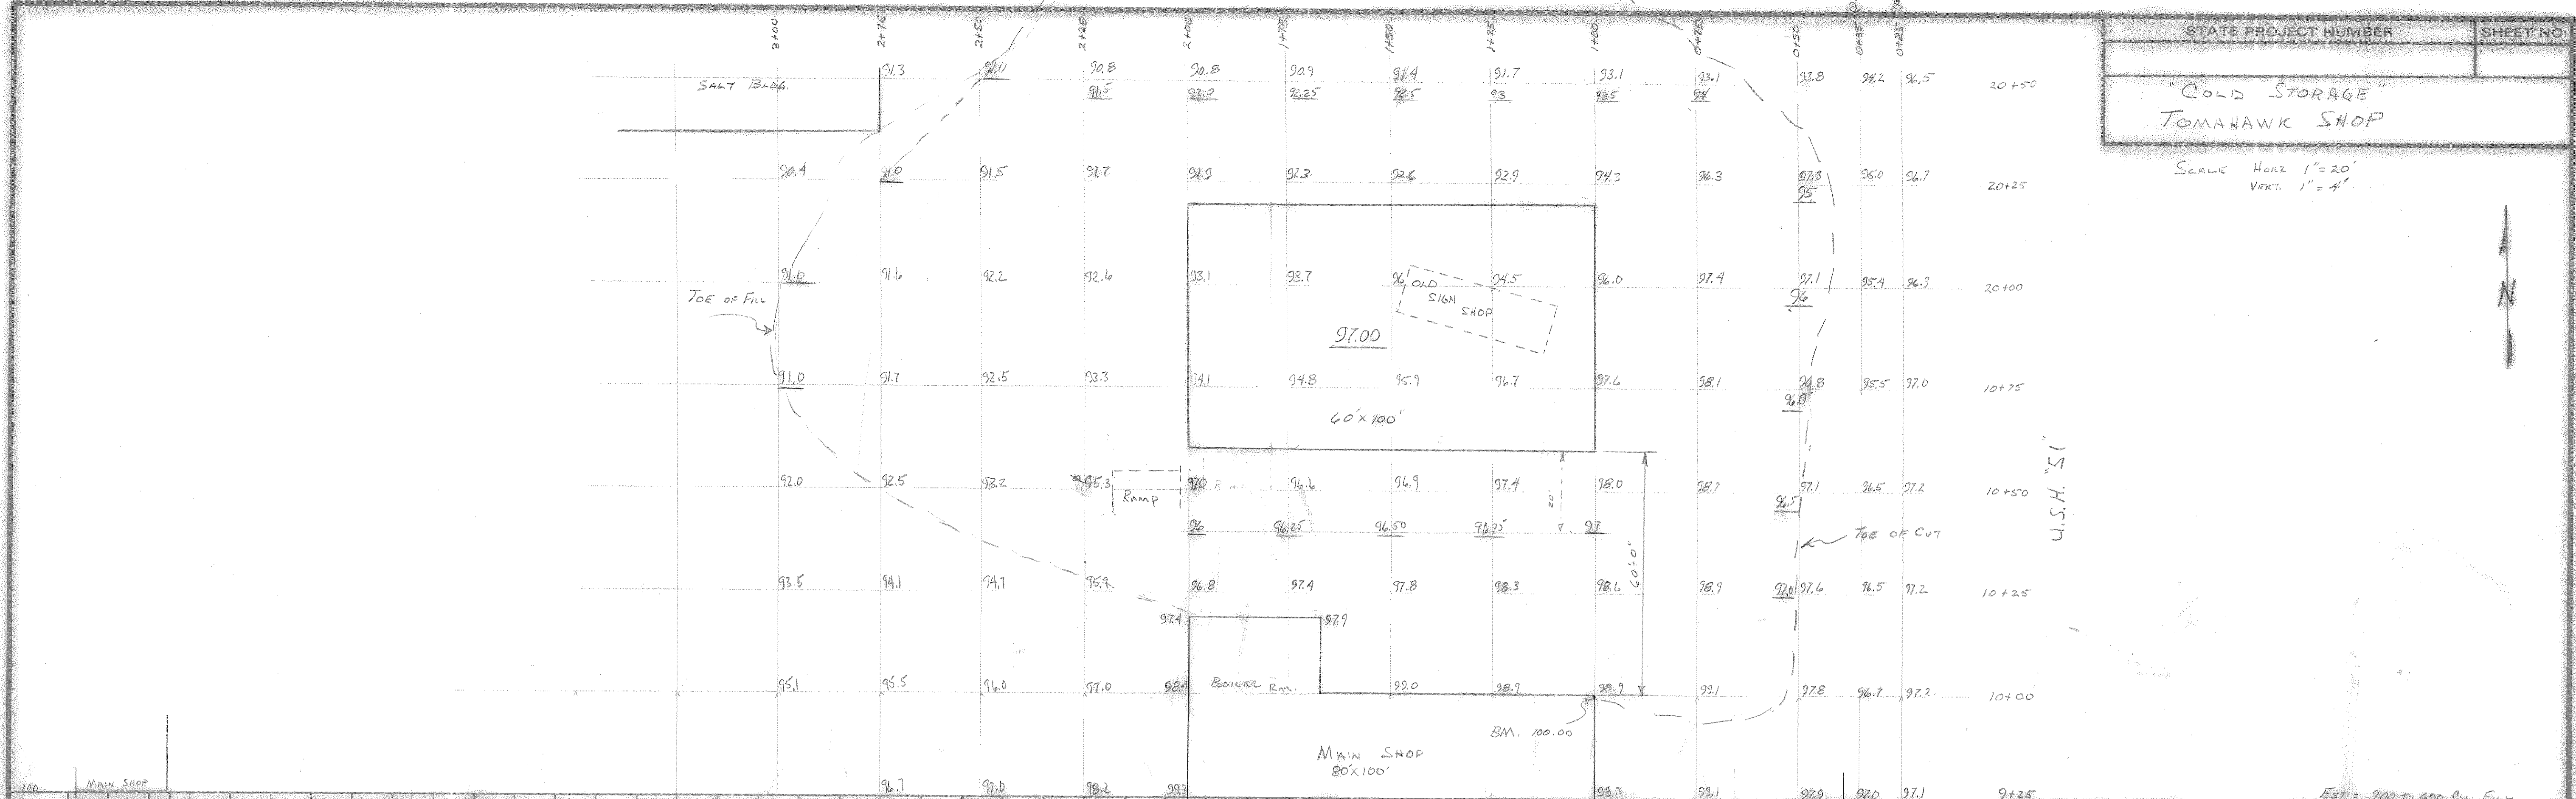 3+00 2+75 2+50 2+25 2+00 1+75 1+50 1+25 1+00 0+75 0+50 0+35 0+25
STATE PROJECT NUMBER SHEET NO.
"COLD STORAGE"
TOMAHAWK SHOP
SCALE HORZ 1"=20'
VERT. 1"=4'
N
SALT BLDG.
91.3 91.0 90.8 90.8 90.9 91.4 91.7 93.1 93.1 93.8 94.2 96.5 20+50
91.5 92.0 92.25 92.5 93 93.5 94
90.4 91.0 91.5 91.7 91.9 92.3 92.6 92.9 94.3 96.3 97.3 95.0 96.7 20+25
95
91.0 91.6 92.2 92.6 93.1 93.7 96 94.5 96.0 97.4 97.1 95.4 96.9 20+00
96
OLD
SIGN
SHOP
TOE OF FILL
97.00
91.0 91.7 92.5 93.3 94.1 94.8 95.9 96.7 97.6 98.1 96.8 95.5 97.0 10+75
96.0
60'X100'
92.0 92.5 93.2 95.3 97.0 96.6 96.9 97.4 98.0 98.7 97.1 96.5 97.2 10+50
96.5
RAMP
20'
U.S.H. "51"
96 96.25 96.50 96.75 97
TOE OF CUT
60'-0"
93.5 94.1 94.7 95.9 96.8 97.4 97.8 98.3 98.6 98.9 97.0 97.6 96.5 97.2 10+25
97.4 97.9
95.1 95.5 96.0 97.0 98.4 BOILER RM. 99.0 98.9 98.9 99.1 97.8 96.7 97.2 10+00
BM. 100.00
MAIN SHOP
80'X100'
100 MAIN SHOP
96.7 97.0 98.2 99.3 99.3 99.1 97.9 97.0 97.1 9+25